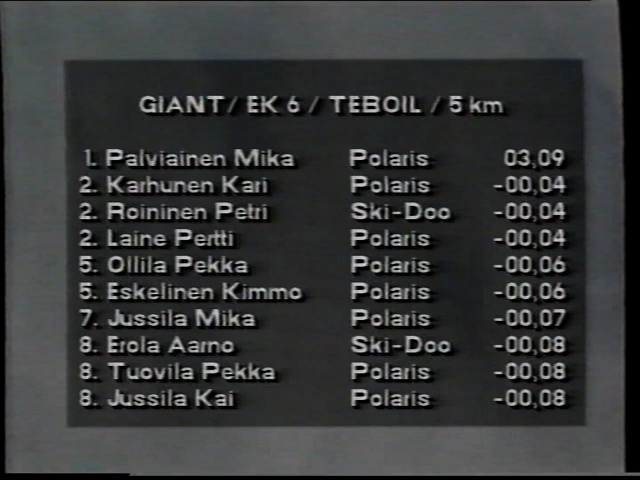 GIANT / EK 6 / TEBOIL / 5 km
1. Palviainen Mika Polaris 03,09
2. Karhunen Kari Polaris -00,04
2. Roininen Petri Ski-Doo -00,04
2. Laine Pertti Polaris -00,04
5. Ollila Pekka Polaris -00,06
5. Eskelinen Kimmo Polaris -00,06
7. Jussila Mika Polaris -00,07
8. Erola Aarno Ski-Doo -00,08
8. Tuovila Pekka Polaris -00,08
8. Jussila Kai Polaris -00,08